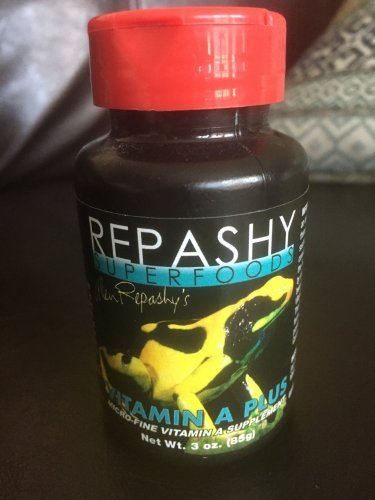 REPASHY
SUPERFOODS
Allen Repashy's
VITAMIN A PLUS
MICRO-FINE VITAMIN A SUPPLEMENT
Net Wt. 3 oz. (85g)